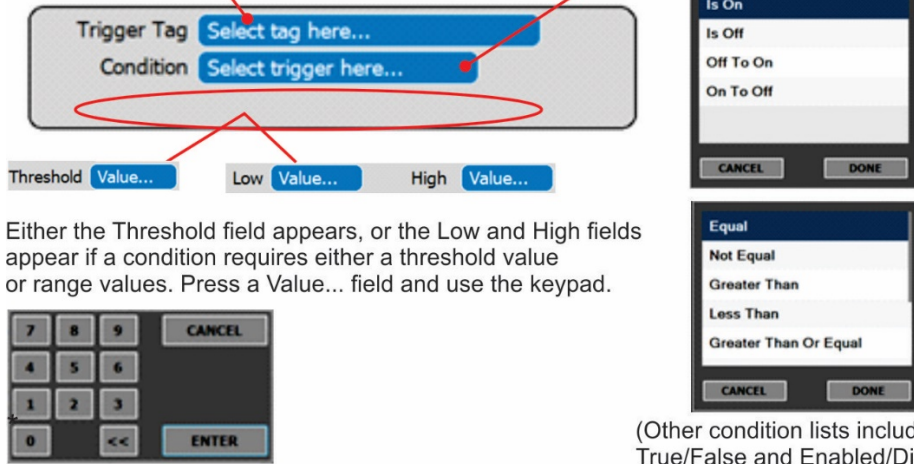 Trigger Tag Select tag here...
Condition Select trigger here...
Threshold Value... Low Value... High Value...
Either the Threshold field appears, or the Low and High fields
appear if a condition requires either a threshold value
or range values. Press a Value... field and use the keypad.
7 8 9 CANCEL
4 5 6
1 2 3
0 << ENTER
Is On
Is Off
Off To On
On To Off
CANCEL DONE
Equal
Not Equal
Greater Than
Less Than
Greater Than Or Equal
CANCEL DONE
(Other condition lists
True/False and